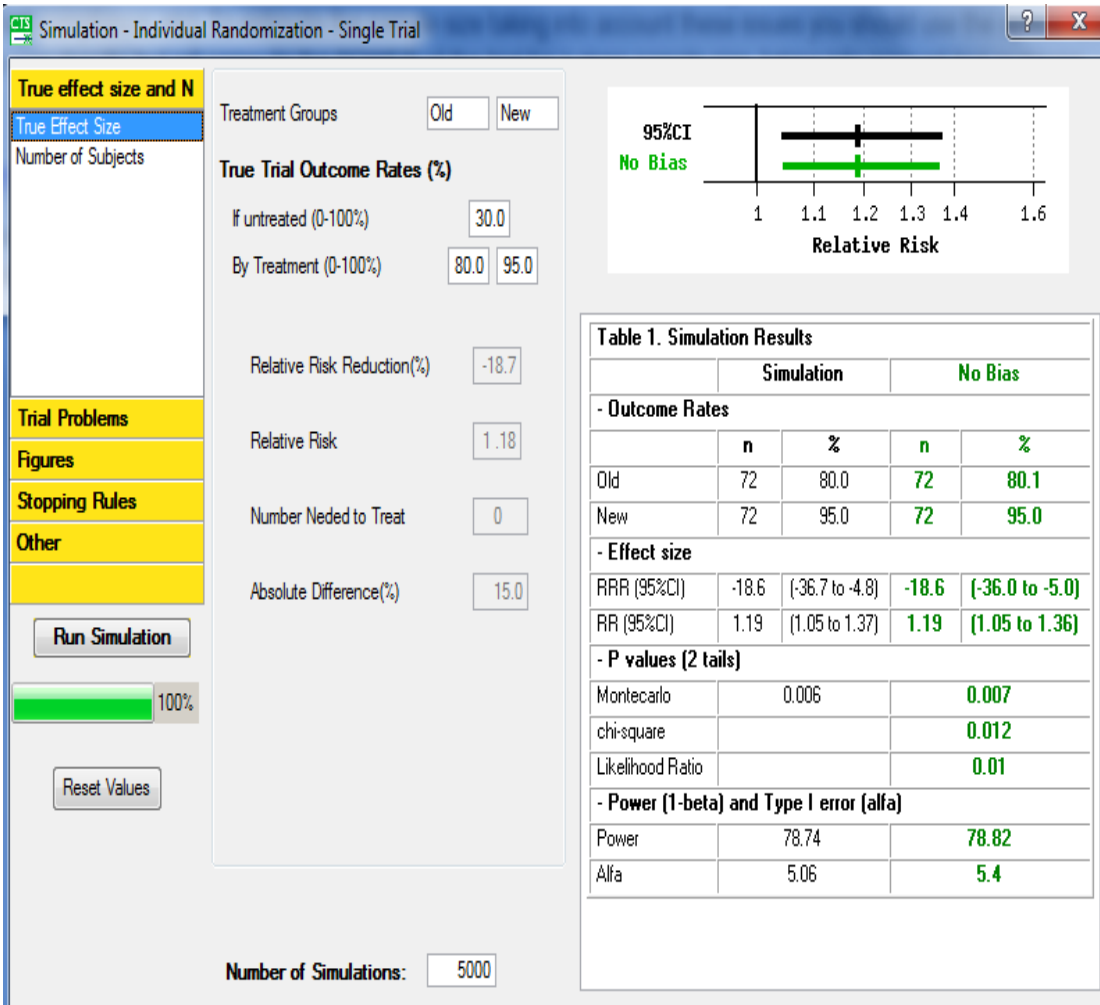 CTS Simulation - Individual Randomization - Single Trial
? X
True effect size and N
True Effect Size
Number of Subjects
Trial Problems
Figures
Stopping Rules
Other
Run Simulation
100%
Reset Values
Treatment Groups Old New
True Trial Outcome Rates (%)
If untreated (0-100%) 30.0
By Treatment (0-100%) 80.0 95.0
Relative Risk Reduction(%) -18.7
Relative Risk 1 .18
Number Neded to Treat 0
Absolute Difference(%) 15.0
Number of Simulations: 5000
95%CI
No Bias
1 1.1 1.2 1.3 1.4 1.6
Relative Risk
Table 1. Simulation Results
Simulation No Bias
- Outcome Rates
n % n %
Old 72 80.0 72 80.1
New 72 95.0 72 95.0
- Effect size
RRR (95%CI) -18.6 (-36.7 to -4.8) -18.6 (-36.0 to -5.0)
RR (95%CI) 1.19 (1.05 to 1.37) 1.19 (1.05 to 1.36)
- P values (2 tails)
Montecarlo 0.006 0.007
chi-square 0.012
Likelihood Ratio 0.01
- Power (1-beta) and Type I error (alfa)
Power 78.74 78.82
Alfa 5.06 5.4